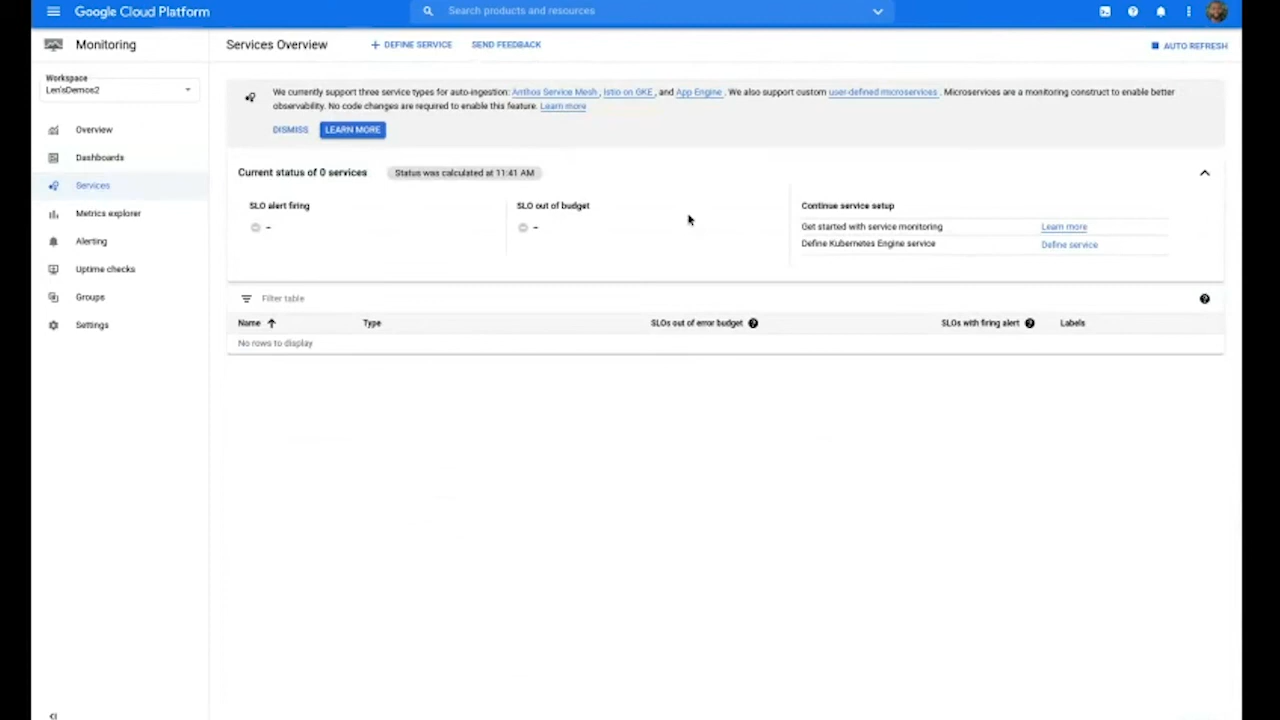 Google Cloud Platform
Search products and resources
Monitoring
Services Overview
DEFINE SERVICE
SEND FEEDBACK
AUTO REFRESH
Workspace
Len'sDemos2
Overview
Dashboards
Services
Metrics explorer
Alerting
Uptime checks
Groups
Settings
We currently support three service types for auto-ingestion: Anthos Service Mesh , Istio on GKE , and App Engine . We also support custom user-defined microservices . Microservices are a monitoring construct to enable better
observability. No code changes are required to enable this feature. Learn more
DISMISS
LEARN MORE
Current status of 0 services
Status was calculated at 11:41 AM
SLO alert firing
-
SLO out of budget
-
Continue service setup
Get started with service monitoring Learn more
Define Kubernetes Engine service Define service
Filter table
Name Type SLOs out of error budget SLOs with firing alert Labels
No rows to display